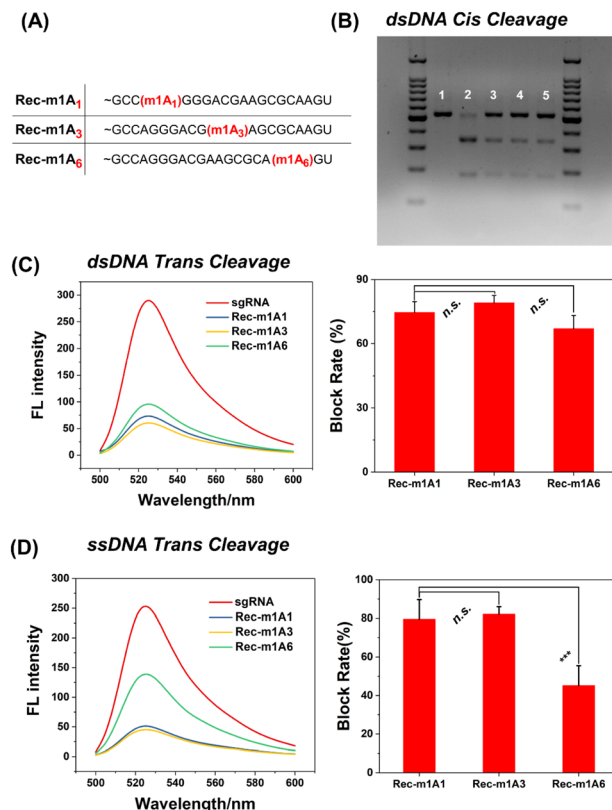 (A)
Rec-m1A1 ~GCC(m1A1)GGGACGAAGCGCAAGU
Rec-m1A3 ~GCCAGGGACG(m1A3)AGCGCAAGU
Rec-m1A6 ~GCCAGGGACGAAGCGCA(m1A6)GU
(B) dsDNA Cis Cleavage
1 2 3 4 5
(C) dsDNA Trans Cleavage
FL intensity
300
250
200
150
100
50
0
500 520 540 560 580 600
Wavelength/nm
sgRNA
Rec-m1A1
Rec-m1A3
Rec-m1A6
Block Rate (%)
90
60
30
0
n.s. n.s.
Rec-m1A1 Rec-m1A3 Rec-m1A6
(D) ssDNA Trans Cleavage
FL intensity
300
250
200
150
100
50
0
500 520 540 560 580 600
Wavelength/nm
sgRNA
Rec-m1A1
Rec-m1A3
Rec-m1A6
Block Rate(%)
100
80
60
40
20
0
n.s. ***
Rec-m1A1 Rec-m1A3 Rec-m1A6